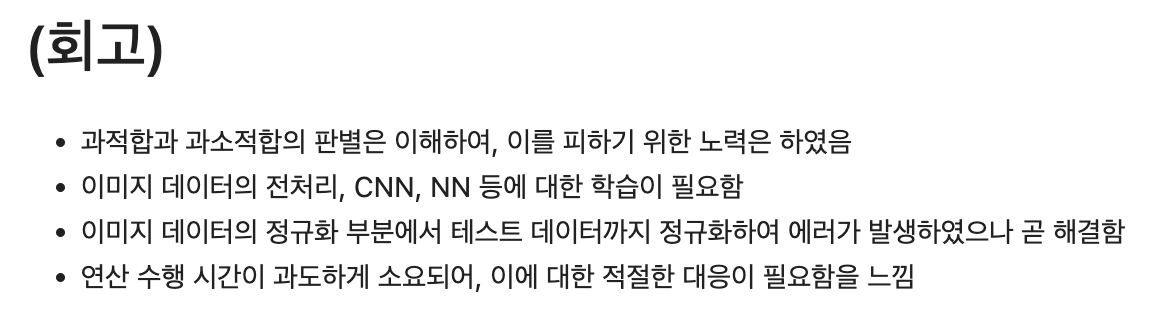 (회고)
• 과적합과 과소적합의 판별은 이해하여, 이를 피하기 위한 노력은 하였음
• 이미지 데이터의 전처리, CNN, NN 등에 대한 학습이 필요함
• 이미지 데이터의 정규화 부분에서 테스트 데이터까지 정규화하여 에러가 발생하였으나 곧 해결함
• 연산 수행 시간이 과도하게 소요되어, 이에 대한 적절한 대응이 필요함을 느낌